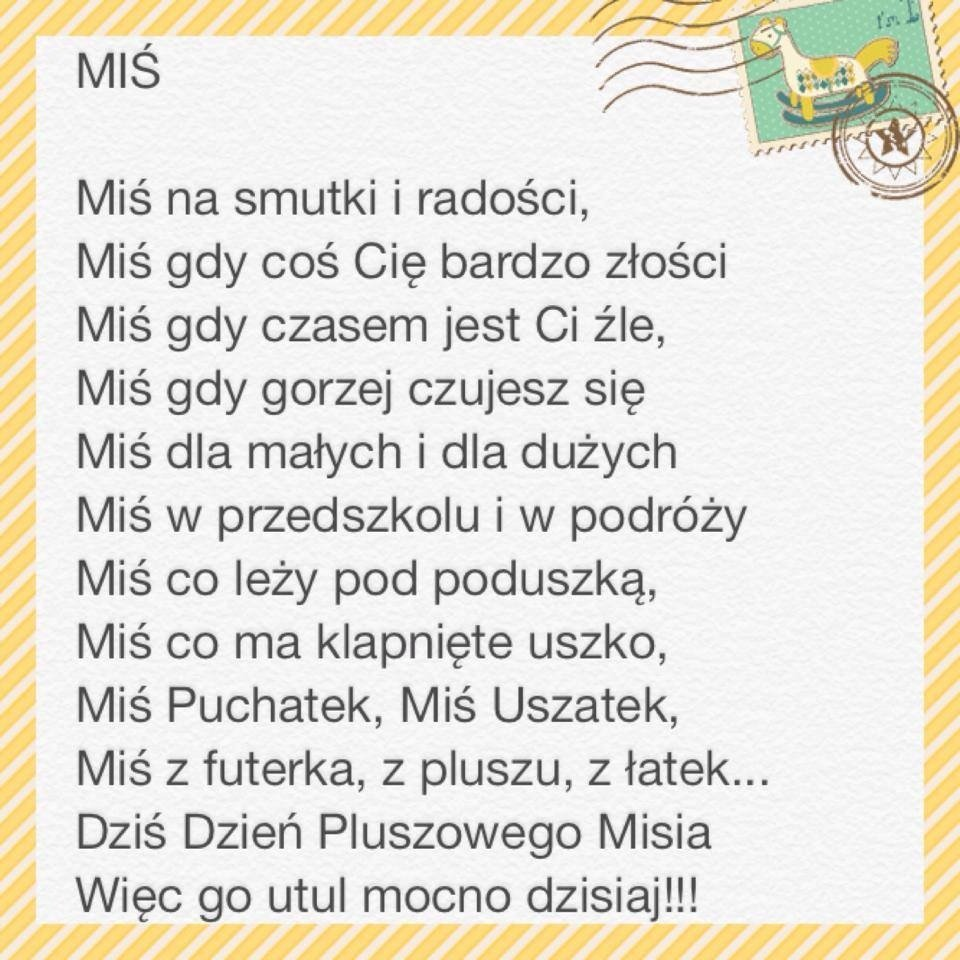 I'm 1
MIŚ
Miś na smutki i radości,
Miś gdy coś Cię bardzo złości
Miś gdy czasem jest Ci źle,
Miś gdy gorzej czujesz się
Miś dla małych i dla dużych
Miś w przedszkolu i w podróży
Miś co leży pod poduszką,
Miś co ma klapnięte uszko,
Miś Puchatek, Miś Uszatek,
Miś z futerka, z pluszu, z łatek...
Dziś Dzień Pluszowego Misia
Więc go utul mocno dzisiaj!!!